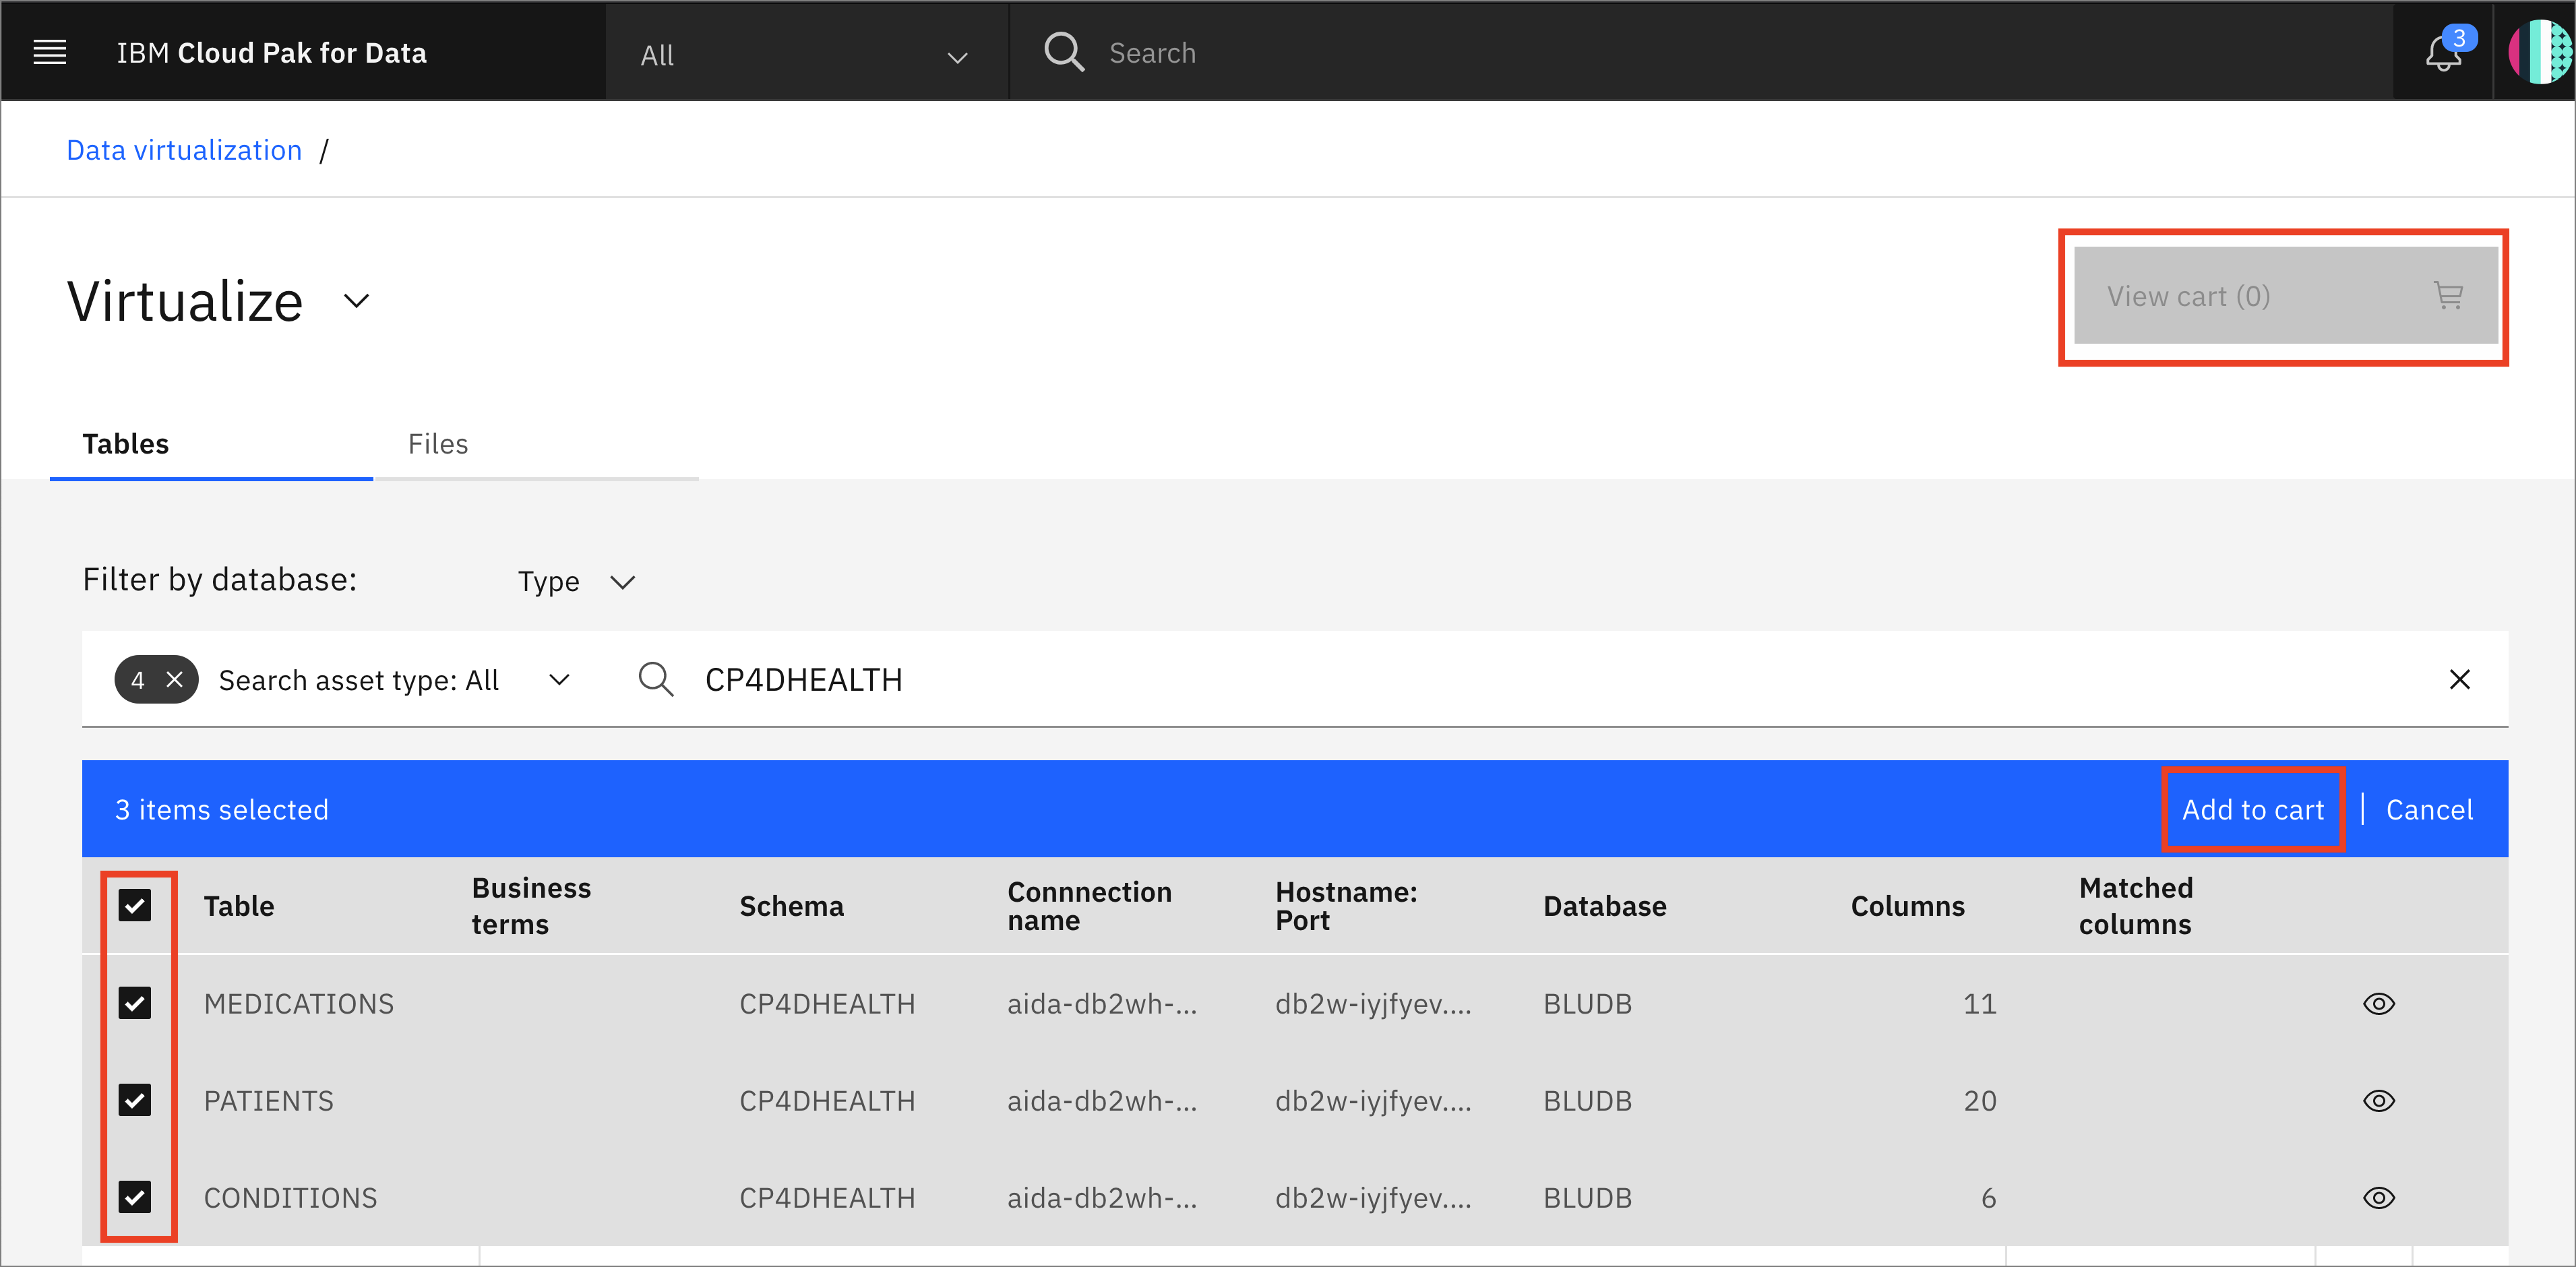 IBM Cloud Pak for Data
All
Search
3
Data virtualization /
Virtualize
View cart (0)
Tables
Files
Filter by database:
Type
4
Search asset type: All
CP4DHEALTH
3 items selected
Add to cart
Cancel
Table
Business
terms
Schema
Connnection
name
Hostname:
Port
Database
Columns
Matched
columns
MEDICATIONS CP4DHEALTH aida-db2wh-... db2w-iyjfyev.... BLUDB 11
PATIENTS CP4DHEALTH aida-db2wh-... db2w-iyjfyev.... BLUDB 20
CONDITIONS CP4DHEALTH aida-db2wh-... db2w-iyjfyev.... BLUDB 6